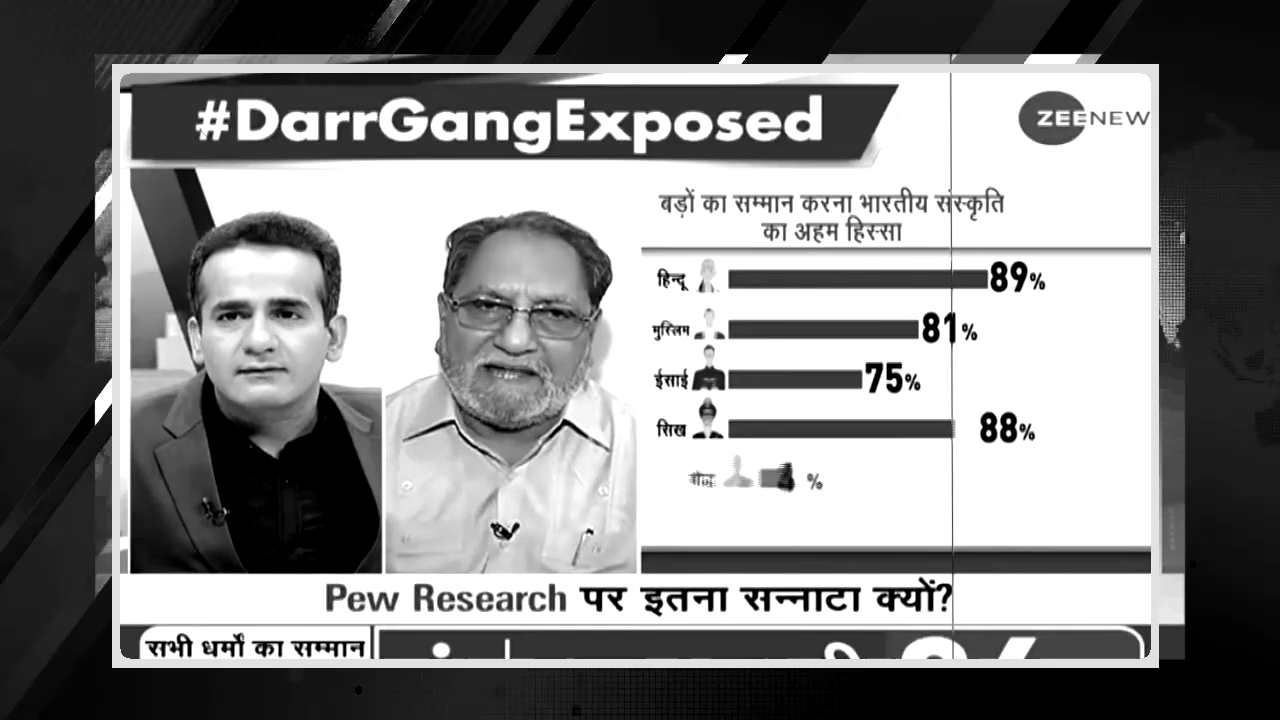 #DarrGangExposed
ZEENEW
बड़ों का सम्मान करना भारतीय संस्कृति
का अहम हिस्सा
हिन्दू 89%
मुस्लिम 81%
ईसाई 75%
सिख 88%
%
Pew Research पर इतना सन्नाटा क्यों?
सभी धर्मों का सम्मान